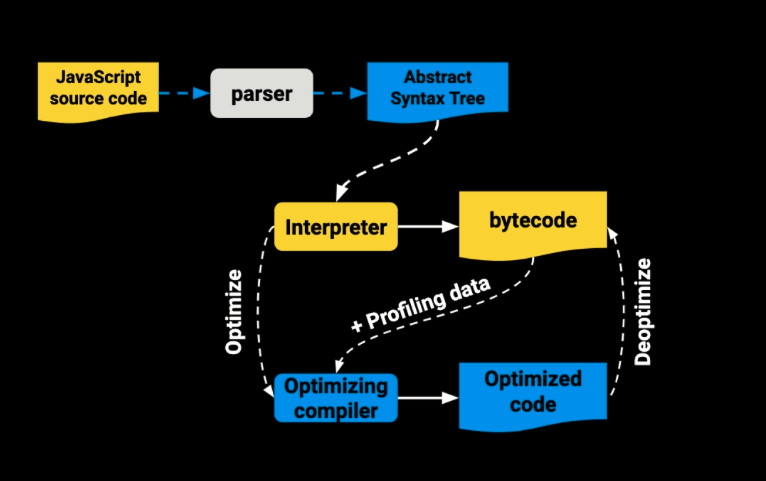 JavaScript
source code
parser
Abstract
Syntax Tree
Interpreter
bytecode
Optimize
+ Profiling data
Deoptimize
Optimizing
compiler
Optimized
code